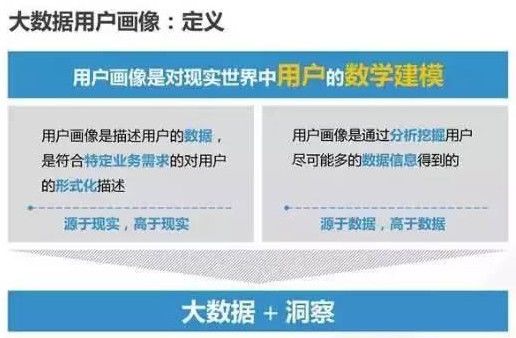 大数据用户画像：定义
用户画像是对现实世界中用户的数学建模
用户画像是描述用户的数据，
是符合特定业务需求的对用户
的形式化描述
源于现实，高于现实
用户画像是通过分析挖掘用户
尽可能多的数据信息得到的
源于数据，高于数据
大数据 + 洞察